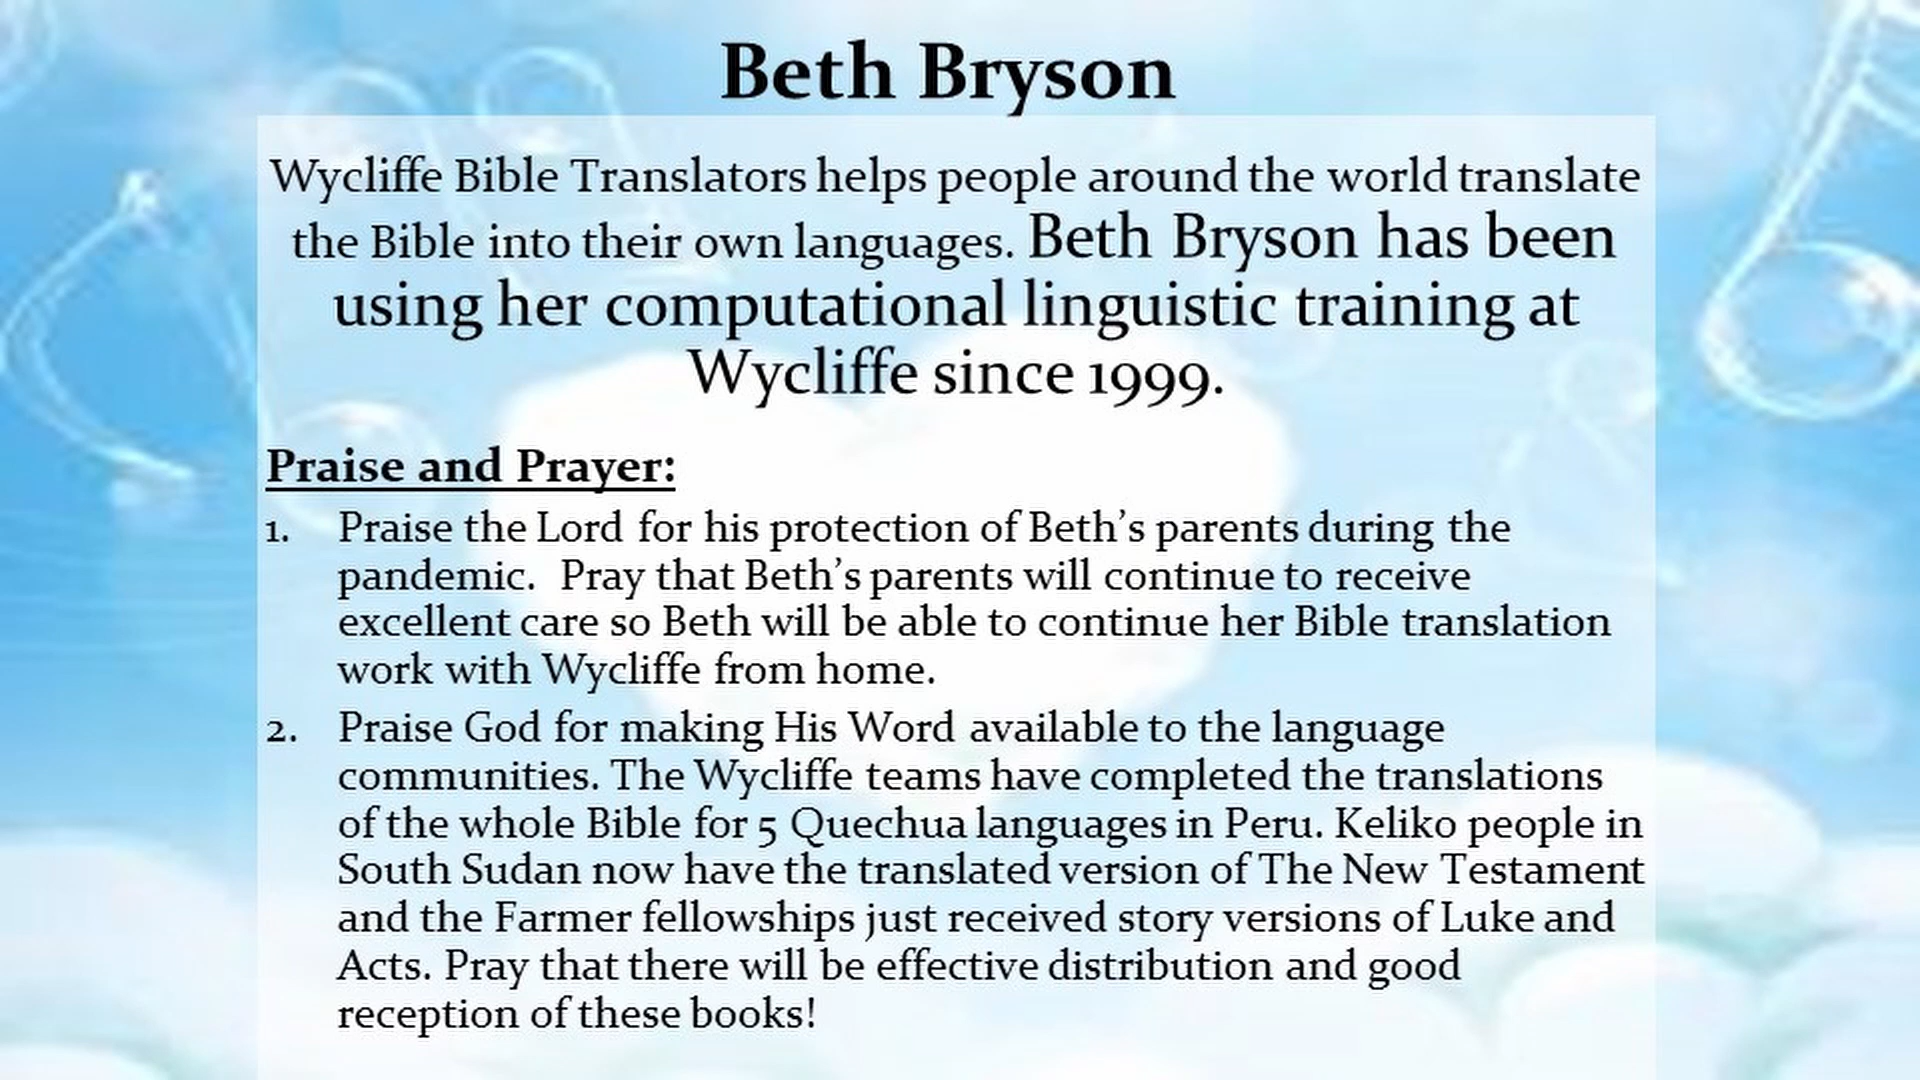 Beth Bryson
Wycliffe Bible Translators helps people around the world translate
the Bible into their own languages. Beth Bryson has been
using her computational linguistic training at
Wycliffe since 1999.
Praise and Prayer:
1. Praise the Lord for his protection of Beth’s parents during the
pandemic.  Pray that Beth’s parents will continue to receive
excellent care so Beth will be able to continue her Bible translation
work with Wycliffe from home.
2. Praise God for making His Word available to the language
communities. The Wycliffe teams have completed the translations
of the whole Bible for 5 Quechua languages in Peru. Keliko people in
South Sudan now have the translated version of The New Testament
and the Farmer fellowships just received story versions of Luke and
Acts. Pray that there will be effective distribution and good
reception of these books!